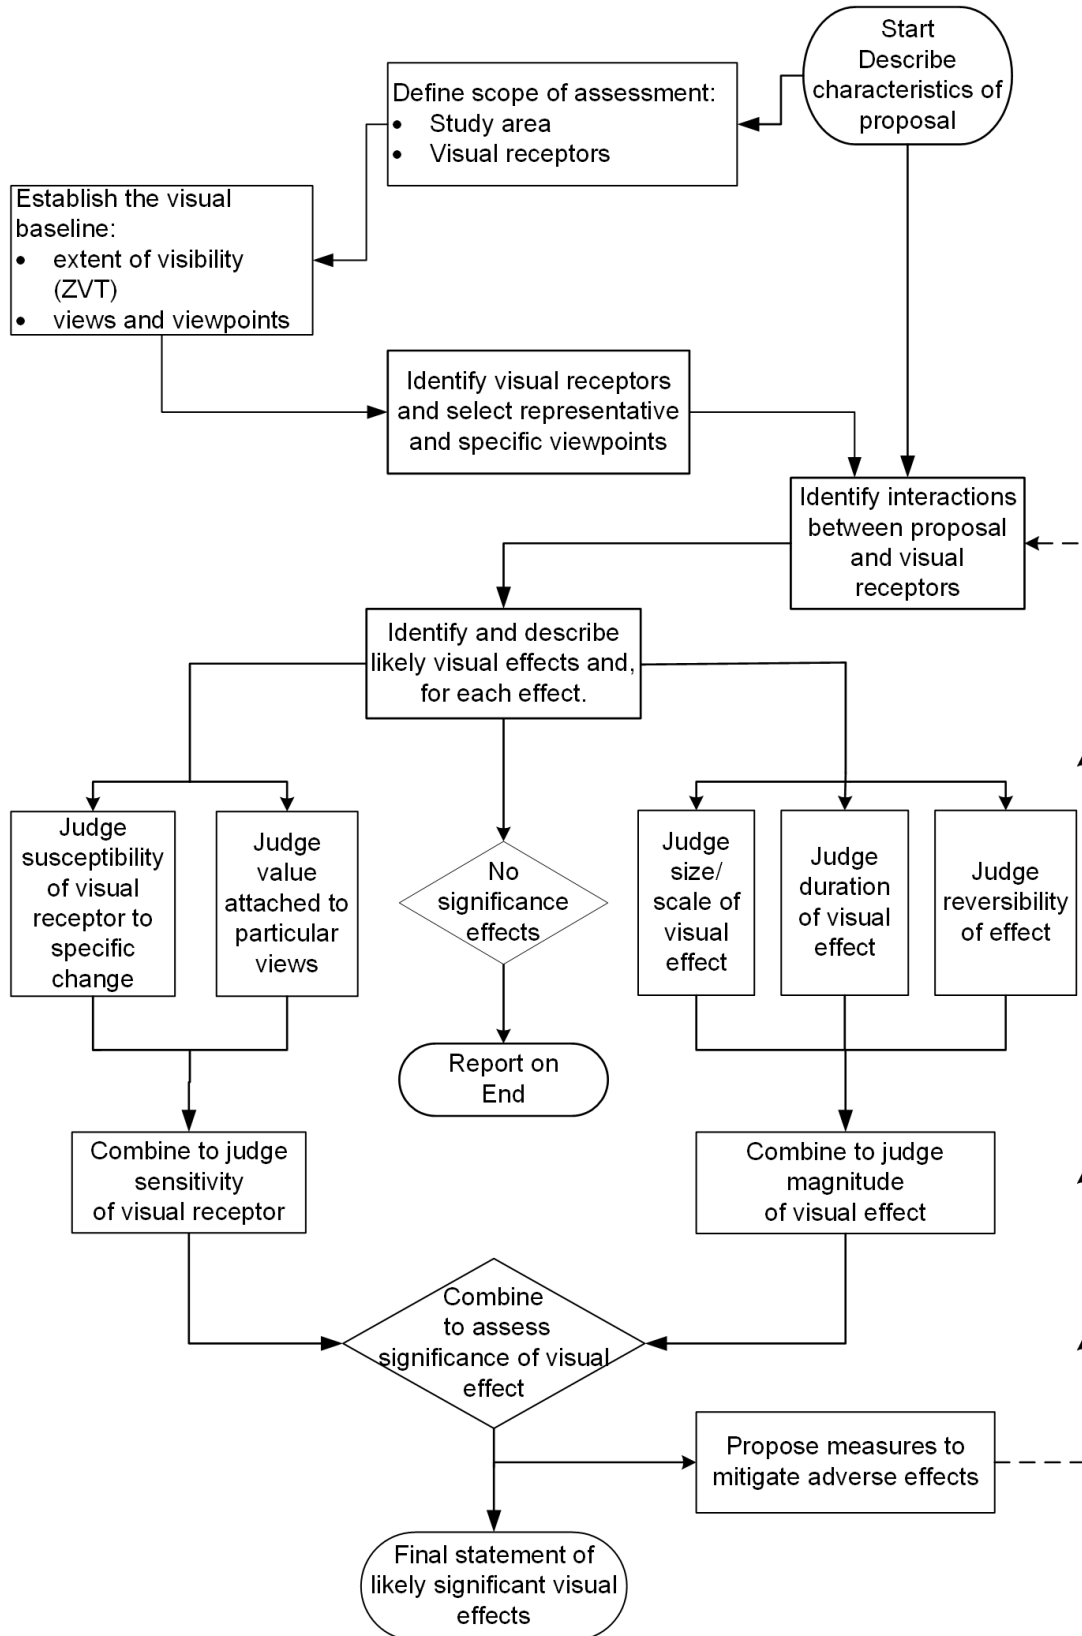 Start
Describe
characteristics of
proposal
Define scope of assessment:
• Study area
• Visual receptors
Establish the visual
baseline:
• extent of visibility
(ZVT)
• views and viewpoints
Identify visual receptors
and select representative
and specific viewpoints
Identify interactions
between proposal
and visual
receptors
Identify and describe
likely visual effects and,
for each effect.
Judge
susceptibility
of visual
receptor to
specific
change
Judge
value
attached to
particular
views
No
significance
effects
Judge
size/
scale of
visual
effect
Judge
duration
of visual
effect
Judge
reversibility
of effect
Report on
End
Combine to judge
sensitivity
of visual receptor
Combine to judge
magnitude
of visual effect
Combine
to assess
significance of visual
effect
Propose measures to
mitigate adverse effects
Final statement of
likely significant visual
effects